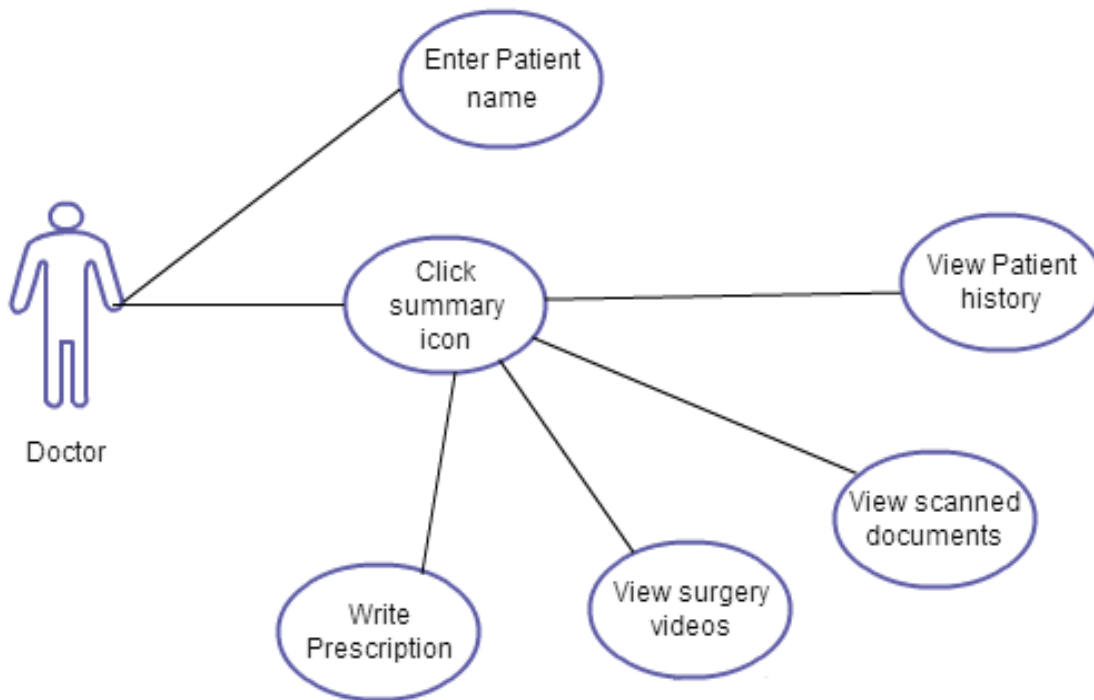 Enter Patient
name
Click
summary
icon
View Patient
history
Doctor
View scanned
documents
View surgery
videos
Write
Prescription